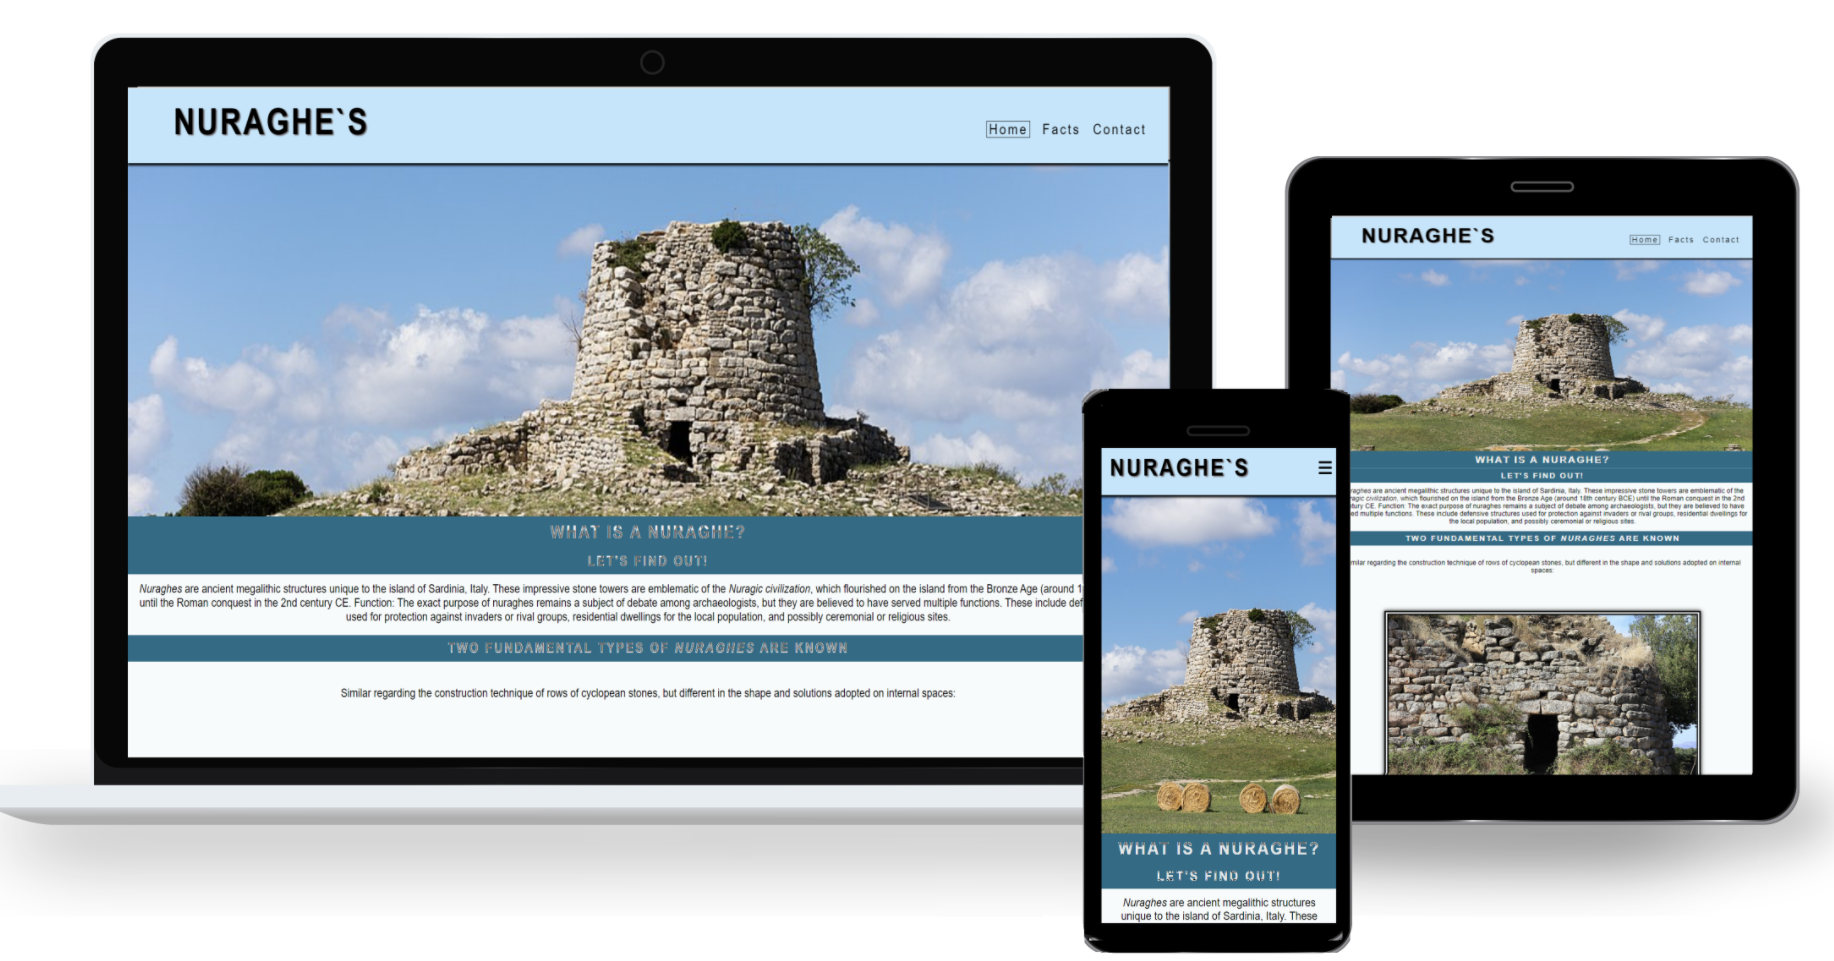 NURAGHE`S
Home Facts Contact
WHAT IS A NURAGHE?
LET'S FIND OUT!
Nuraghes are ancient megalithic structures unique to the island of Sardinia, Italy. These impressive stone towers are emblematic of the Nuragic civilization, which flourished on the island from the Bronze Age (around 1
until the Roman conquest in the 2nd century CE. Function: The exact purpose of nuraghes remains a subject of debate among archaeologists, but they are believed to have served multiple functions. These include def
used for protection against invaders or rival groups, residential dwellings for the local population, and possibly ceremonial or religious sites.
TWO FUNDAMENTAL TYPES OF NURAGHES ARE KNOWN
Similar regarding the construction technique of rows of cyclopean stones, but different in the shape and solutions adopted on internal spaces:
NURAGHE`S
WHAT IS A NURAGHE?
LET'S FIND OUT!
Nuraghes are ancient megalithic structures
unique to the island of Sardinia, Italy. These
NURAGHE`S
Home Facts Contact
WHAT IS A NURAGHE?
LET'S FIND OUT!
raghes are ancient megalithic structures unique to the island of Sardinia, Italy. These impressive stone towers are emblematic of the
ragic civilization, which flourished on the island from the Bronze Age (around 18th century BCE) until the Roman conquest in the 2nd
tury CE. Function: The exact purpose of nuraghes remains a subject of debate among archaeologists, but they are believed to have
ed multiple functions. These include defensive structures used for protection against invaders or rival groups, residential dwellings for
the local population, and possibly ceremonial or religious sites.
TWO FUNDAMENTAL TYPES OF NURAGHES ARE KNOWN
milar regarding the construction technique of rows of cyclopean stones, but different in the shape and solutions adopted on internal
spaces: